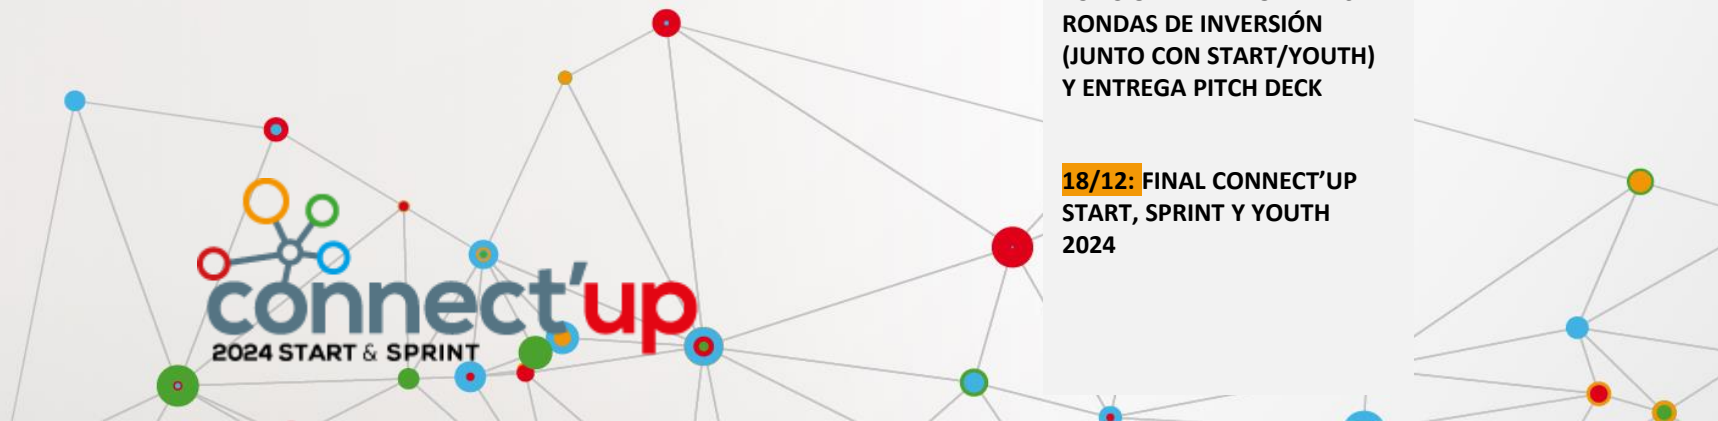 connect'up
2024 START & SPRINT
RONDAS DE INVERSIÓN
(JUNTO CON START/YOUTH)
Y ENTREGA PITCH DECK
18/12: FINAL CONNECT’UP
START, SPRINT Y YOUTH
2024